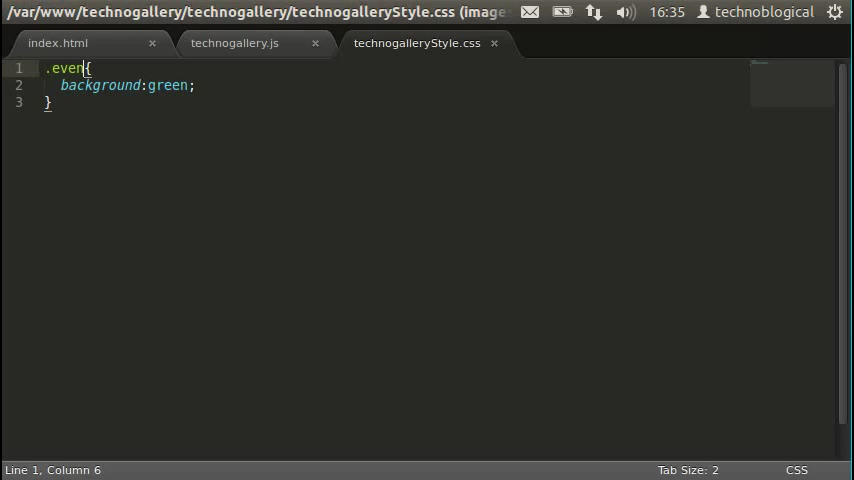 /var/www/technogallery/technogallery/technogalleryStyle.css (image 16:35 technoblogical
index.html × technogallery.js × technogalleryStyle.css ×
1 .even{
2 background:green;
3 }
Line 1, Column 6 Tab Size: 2 CSS